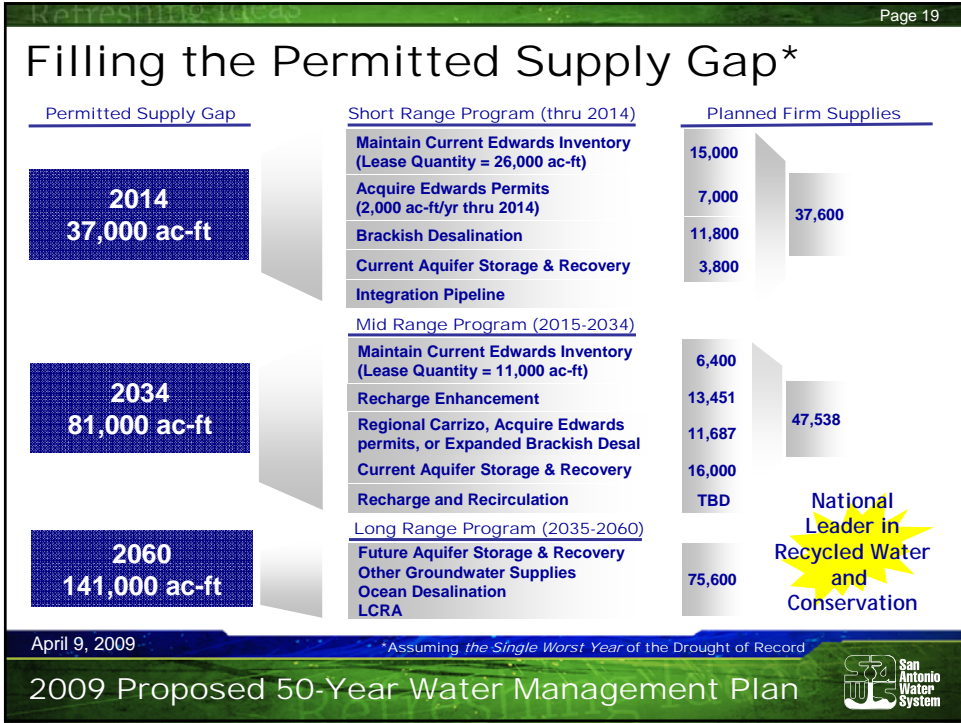 Refreshing Ideas
Page 19
Filling the Permitted Supply Gap*
Permitted Supply Gap
Short Range Program (thru 2014)
Planned Firm Supplies
2014
37,000 ac-ft
Maintain Current Edwards Inventory
(Lease Quantity = 26,000 ac-ft)
15,000
Acquire Edwards Permits
(2,000 ac-ft/yr thru 2014)
7,000
Brackish Desalination
11,800
Current Aquifer Storage & Recovery
3,800
Integration Pipeline
37,600
Mid Range Program (2015-2034)
2034
81,000 ac-ft
Maintain Current Edwards Inventory
(Lease Quantity = 11,000 ac-ft)
6,400
Recharge Enhancement
13,451
Regional Carrizo, Acquire Edwards
permits, or Expanded Brackish Desal
11,687
Current Aquifer Storage & Recovery
16,000
Recharge and Recirculation
TBD
47,538
Long Range Program (2035-2060)
2060
141,000 ac-ft
Future Aquifer Storage & Recovery
Other Groundwater Supplies
Ocean Desalination
LCRA
75,600
National
Leader in
Recycled Water
and
Conservation
April 9, 2009
*Assuming the Single Worst Year of the Drought of Record
2009 Proposed 50-Year Water Management Plan
San
Antonio
Water
System